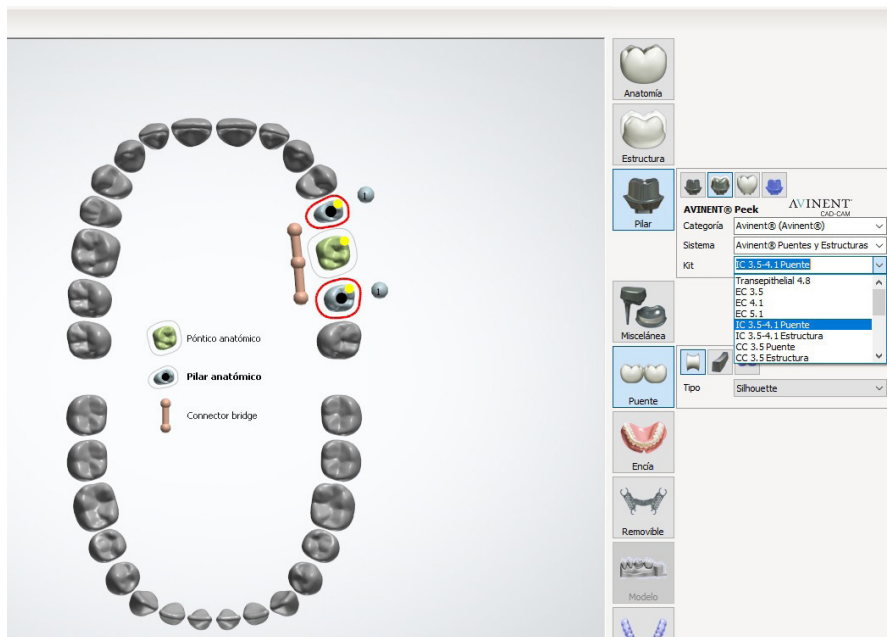 Anatomía
Estructura
Pilar
AVINENT® Peek
AVINENT
CAD-CAM
Categoría
Avinent® (Avinent®)
Sistema
Avinent® Puentes y Estructuras
Kit
IC 3.5-4.1 Puente
Transepithelial 4.8
EC 3.5
EC 4.1
EC 5.1
IC 3.5-4.1 Puente
IC 3.5-4.1 Estructura
CC 3.5 Puente
CC 3.5 Estructura
Miscelánea
Puente
Tipo
Silhouette
Encía
Removible
Modelo
L
L
Póntico anatómico
Pilar anatómico
Connector bridge